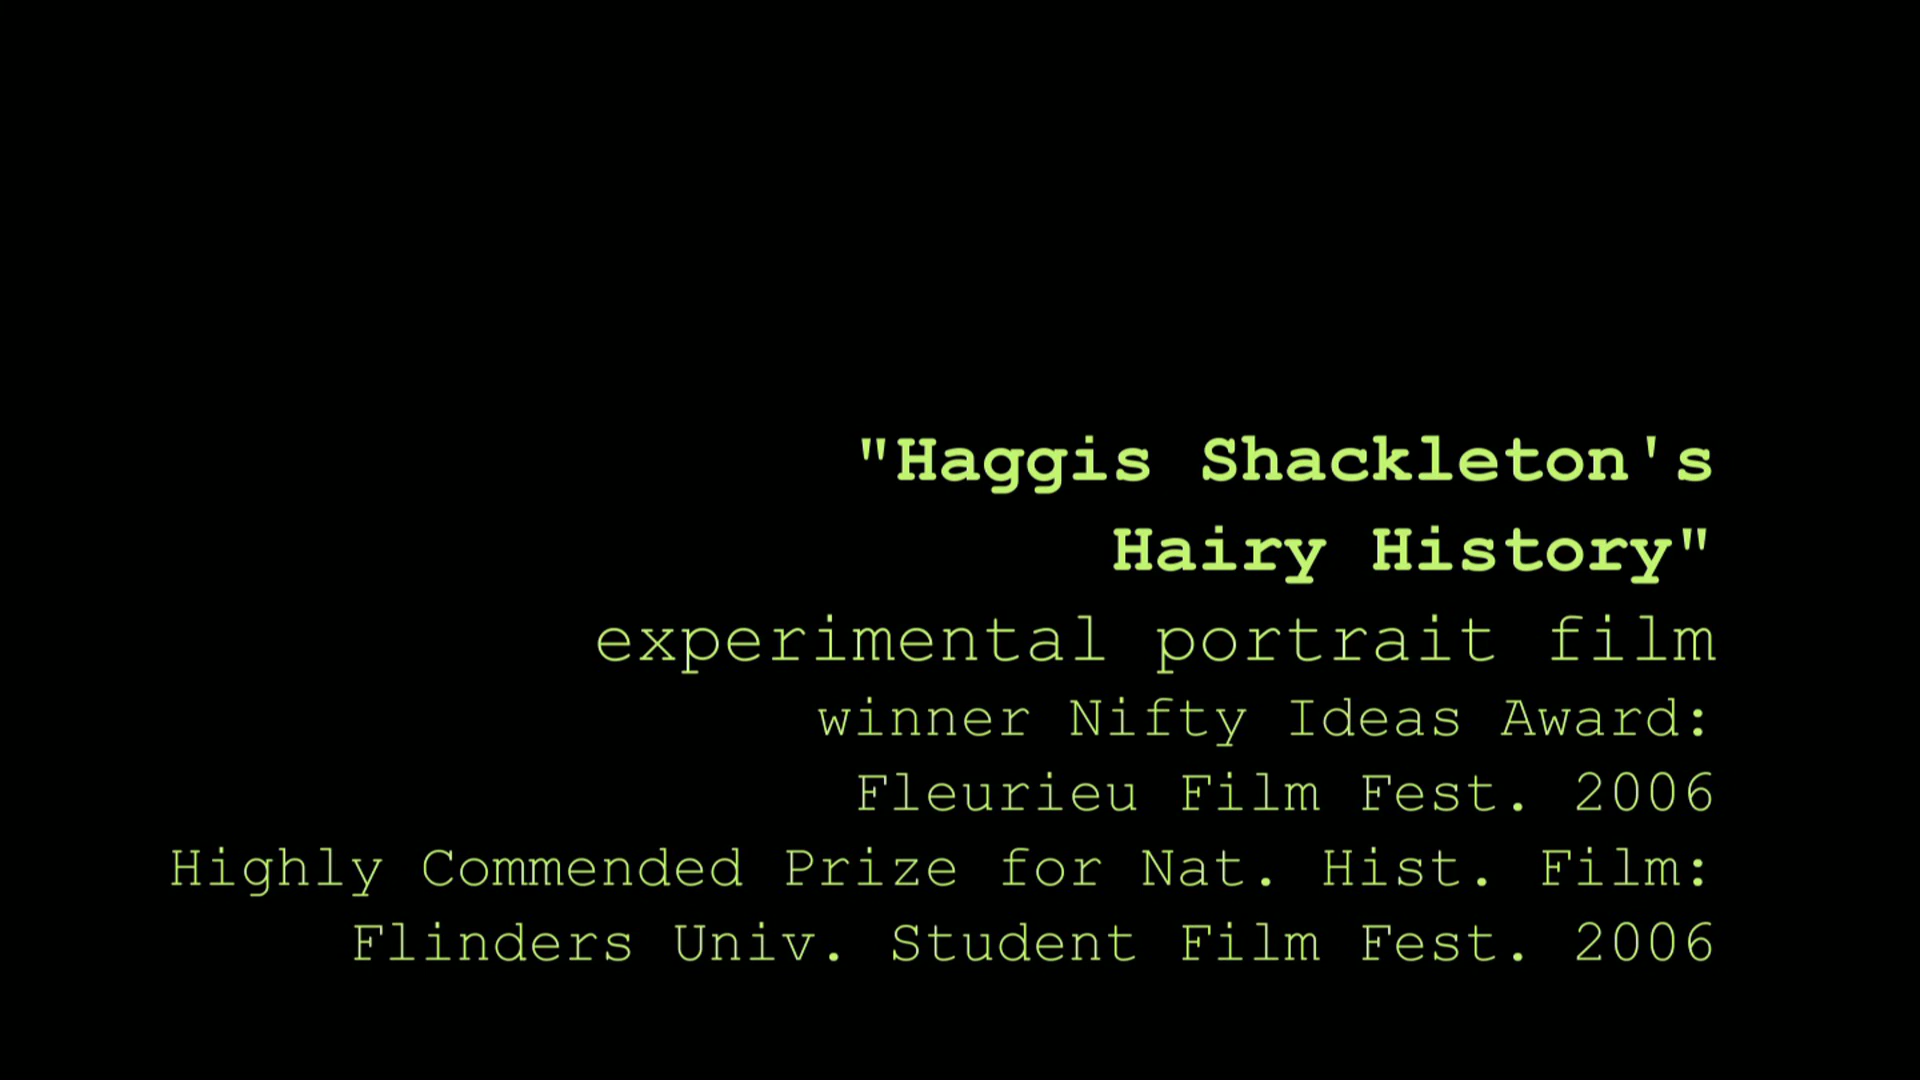 "Haggis Shackleton's
Hairy History"
experimental portrait film
winner Nifty Ideas Award:
Fleurieu Film Fest. 2006
Highly Commended Prize for Nat. Hist. Film:
Flinders Univ. Student Film Fest. 2006